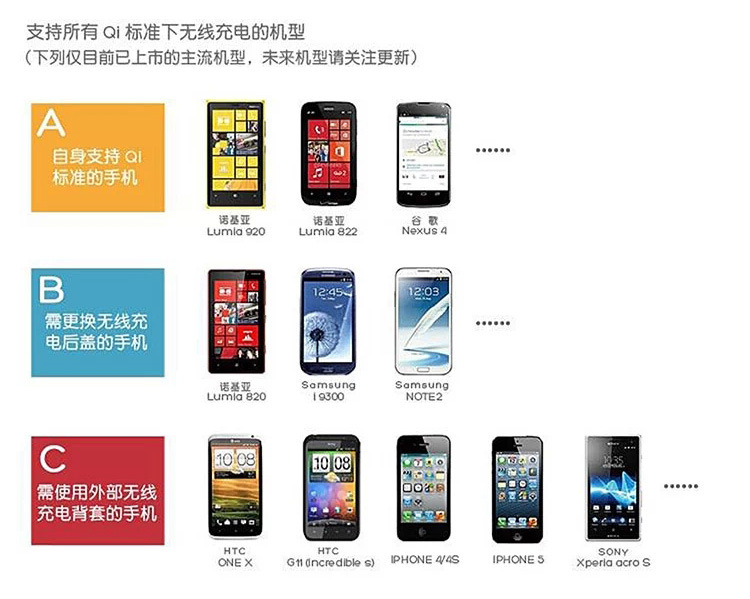 支持所有 Qi 标准下无线充电的机型
(下列仅目前已上市的主流机型，未来机型请关注更新)
A
自身支持 QI
标准的手机
诺基亚
Lumia 920
诺基亚
Lumia 822
谷 歌
Nexus 4
......
B
需更换无线充
电后盖的手机
12:45
12:03
诺基亚
Lumia 820
Samsung
I 9300
Samsung
NOTE2
......
C
需使用外部无线
充电背套的手机
10:08
10:08
10:35
HTC
ONE X
HTC
G11 (Incredible s)
IPHONE 4/4S
IPHONE 5
SONY
Xperia acro S
......